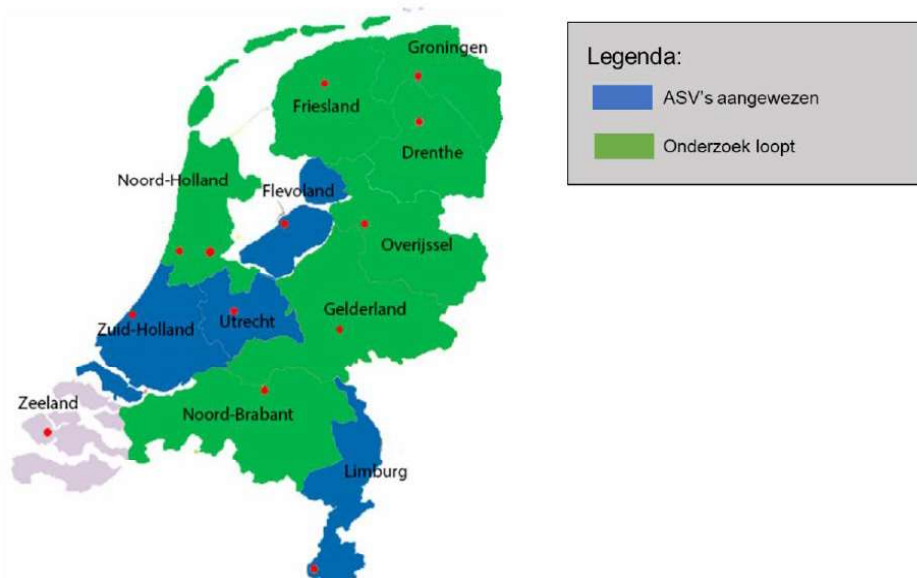 Groningen
Friesland
Drenthe
Noord-Holland
Flevoland
Overijssel
Gelderland
Utrecht
Zuid-Holland
Zeeland
Noord-Brabant
Limburg
Legenda:
ASV's aangewezen
Onderzoek loopt